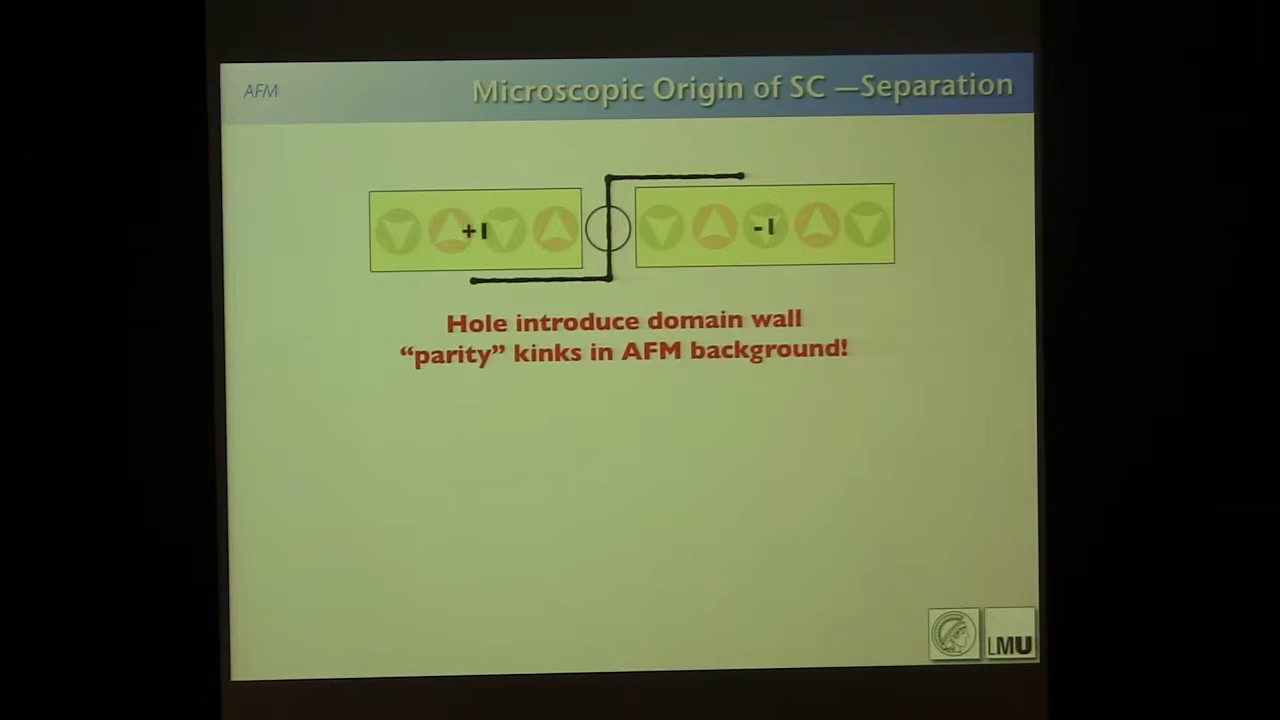 AFM
Microscopic Origin of SC —Separation
+1
-1
Hole introduce domain wall
“parity” kinks in AFM background!
LMU